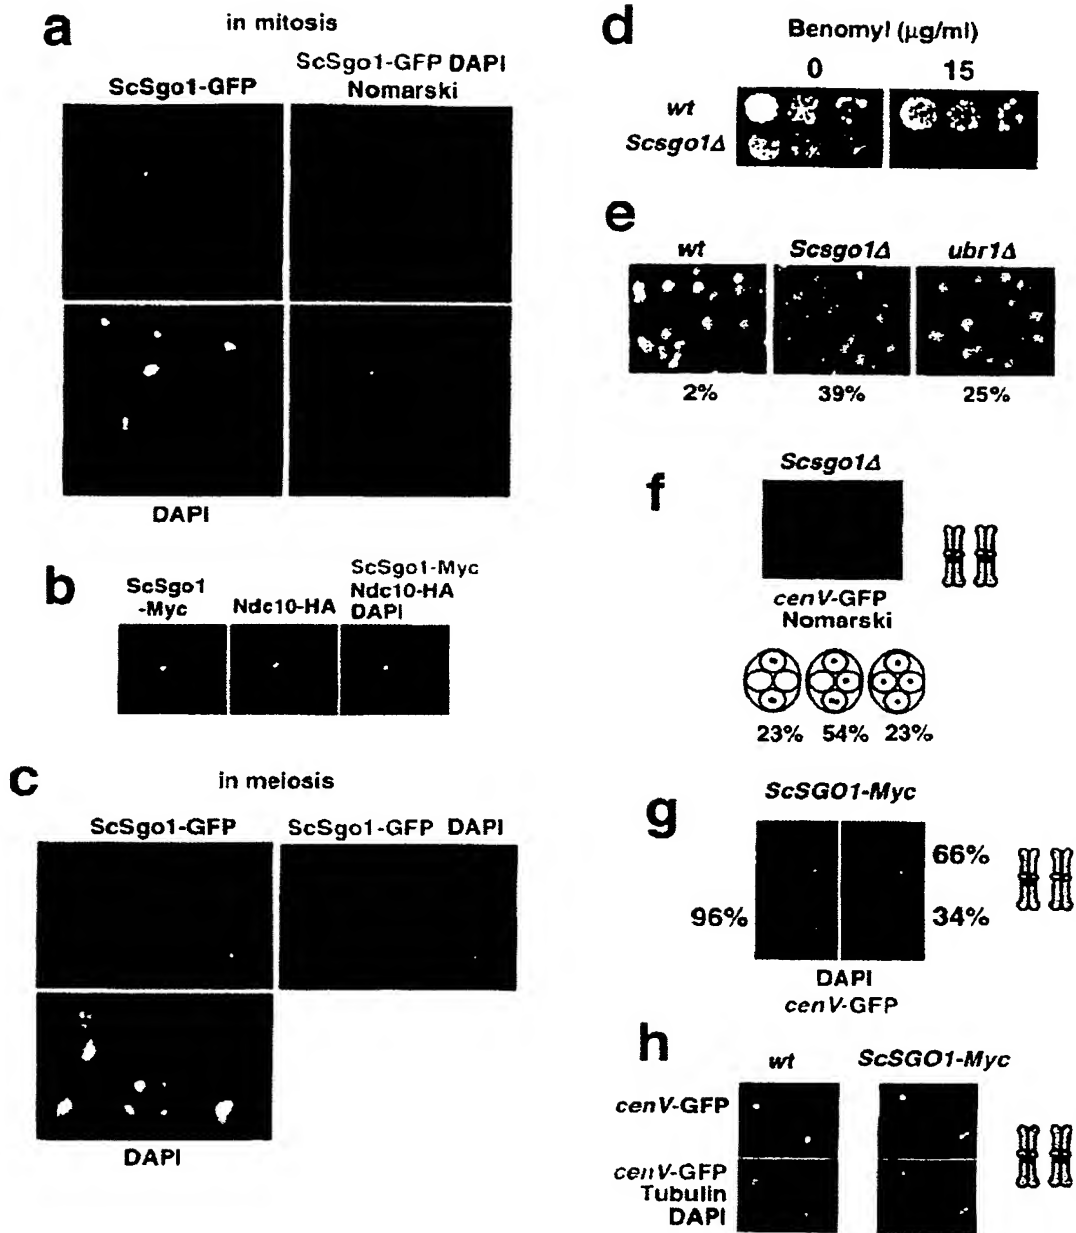 a
in mitosis
ScSgo1-GFP
ScSgo1-GFP DAPI
Nomarski
DAPI
b
ScSgo1
-Myc
Ndc10-HA
ScSgo1-Myc
Ndc10-HA
DAPI
c
in meiosis
ScSgo1-GFP
ScSgo1-GFP DAPI
DAPI
d
Benomyl (μg/ml)
0 15
wt
Scsgo1Δ
e
wt Scsgo1Δ ubr1Δ
2% 39% 25%
f
Scsgo1Δ
cenV-GFP
Nomarski
23% 54% 23%
g
ScSGO1-Myc
96%
66%
34%
DAPI
cenV-GFP
h
wt ScSGO1-Myc
cenV-GFP
cenV-GFP
Tubulin
DAPI